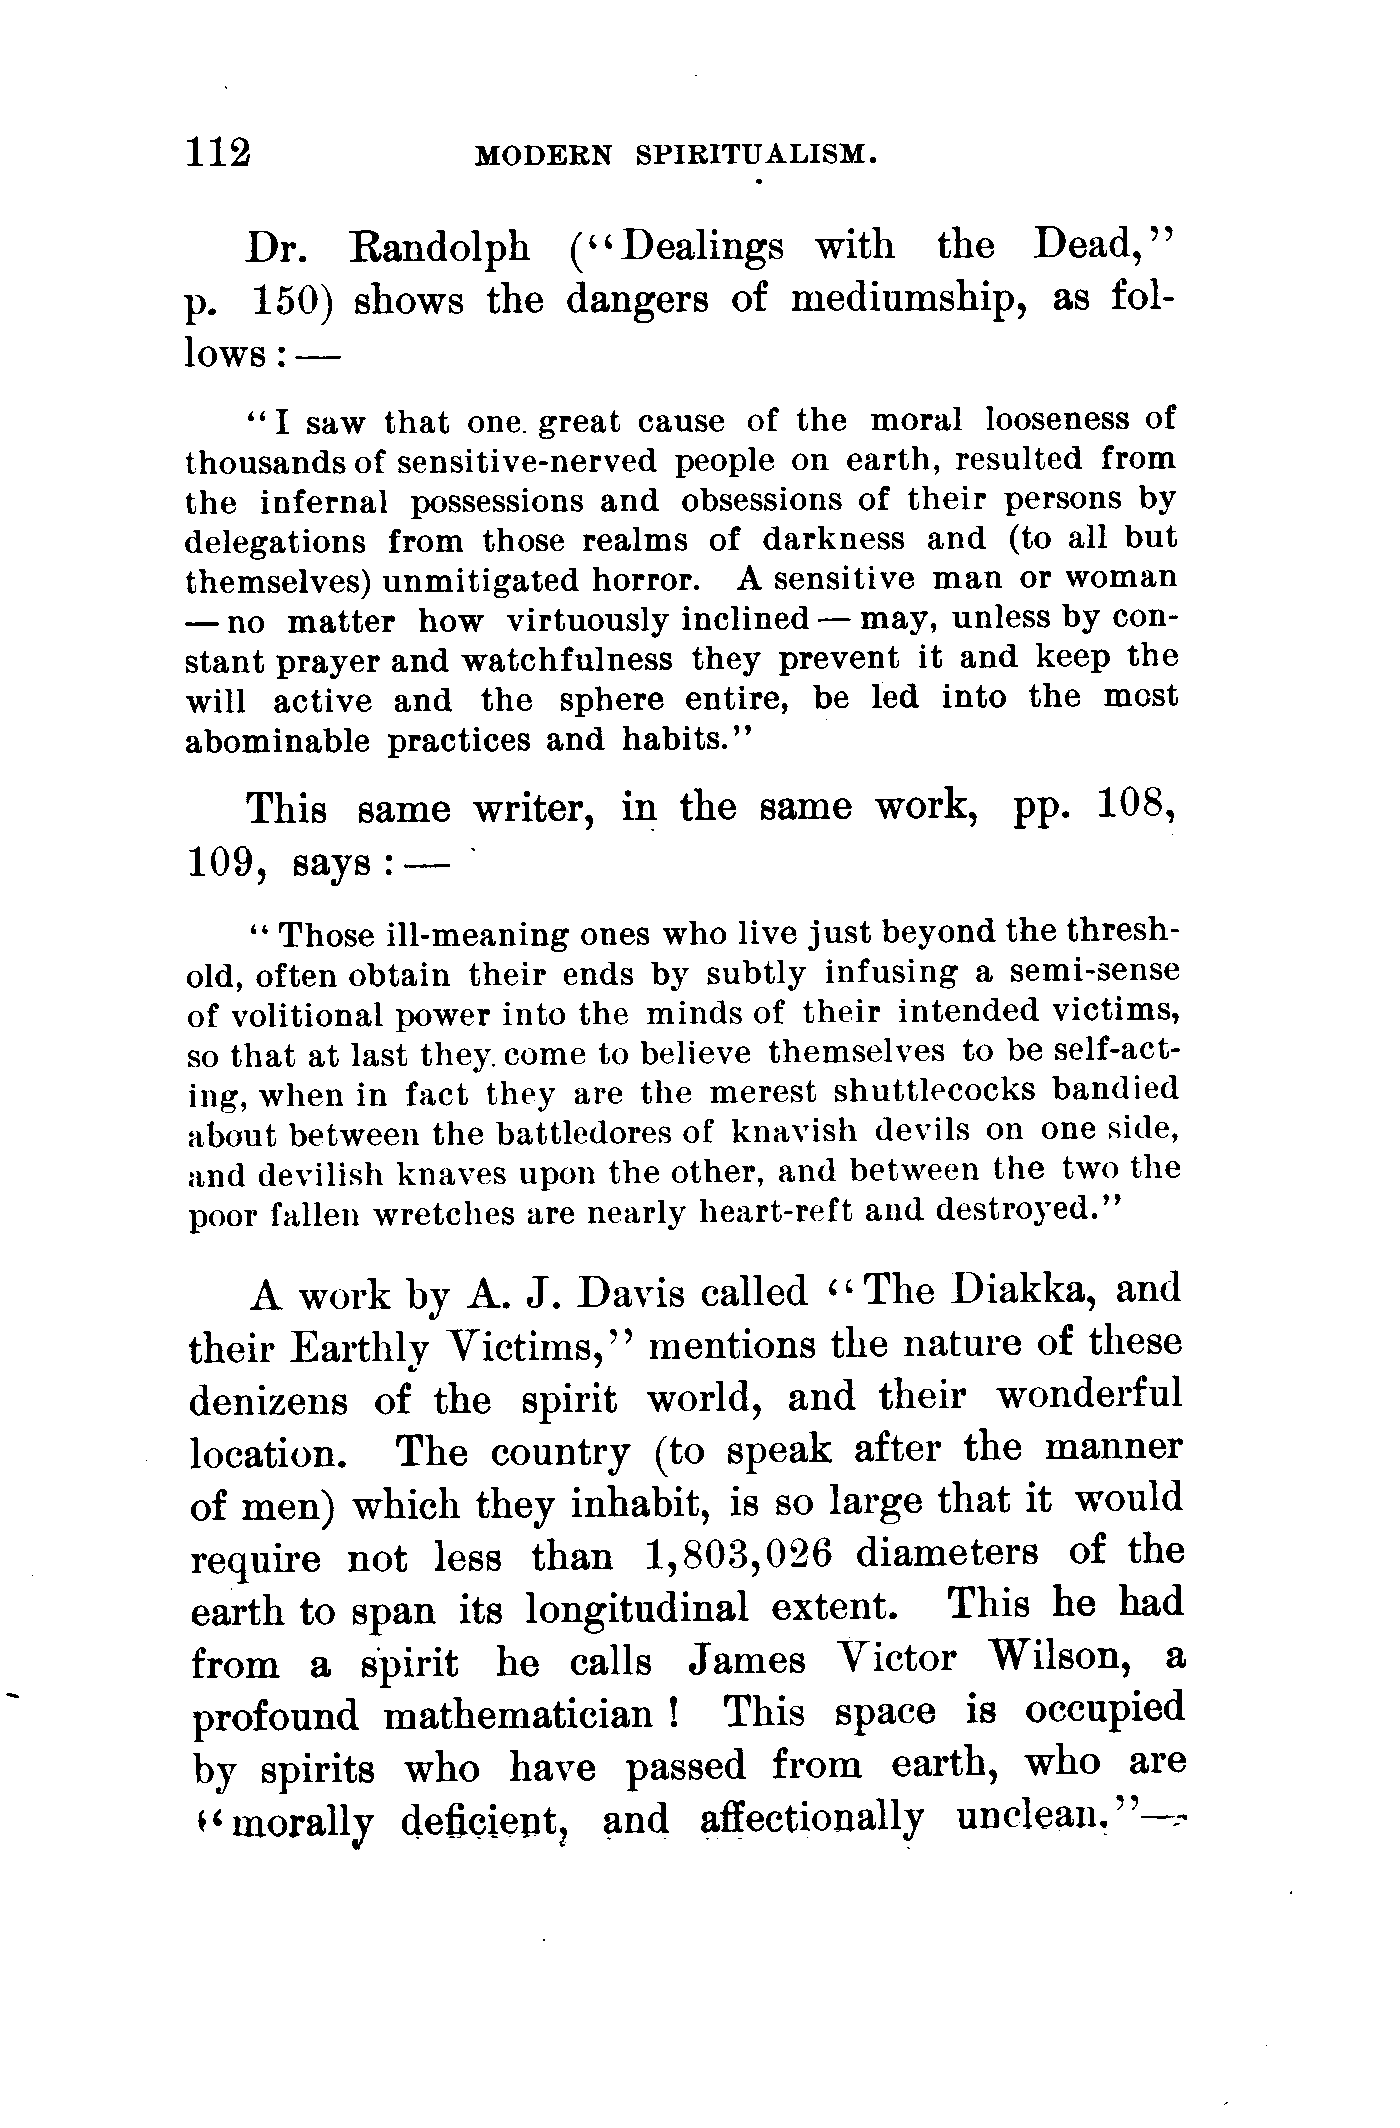 112 MODERN SPIRITUALISM.
Dr. Randolph (“Dealings with the Dead,”
p. 150) shows the dangers of mediumship, as fol-
lows : —
“I saw that one great cause of the moral looseness of
thousands of sensitive-nerved people on earth, resulted from
the infernal possessions and obsessions of their persons by
delegations from those realms of darkness and (to all but
themselves) unmitigated horror. A sensitive man or woman
— no matter how virtuously inclined — may, unless by con-
stant prayer and watchfulness they prevent it and keep the
will active and the sphere entire, be led into the most
abominable practices and habits.”
This same writer, in the same work, pp. 108,
109, says : —
“Those ill-meaning ones who live just beyond the thresh-
old, often obtain their ends by subtly infusing a semi-sense
of volitional power into the minds of their intended victims,
so that at last they come to believe themselves to be self-act-
ing, when in fact they are the merest shuttlecocks bandied
about between the battledores of knavish devils on one side,
and devilish knaves upon the other, and between the two the
poor fallen wretches are nearly heart-reft and destroyed.”
A work by A. J. Davis called “The Diakka, and
their Earthly Victims,” mentions the nature of these
denizens of the spirit world, and their wonderful
location. The country (to speak after the manner
of men) which they inhabit, is so large that it would
require not less than 1,803,026 diameters of the
earth to span its longitudinal extent. This he had
from a spirit he calls James Victor Wilson, a
profound mathematician ! This space is occupied
by spirits who have passed from earth, who are
“morally deficient, and affectionally unclean.”—